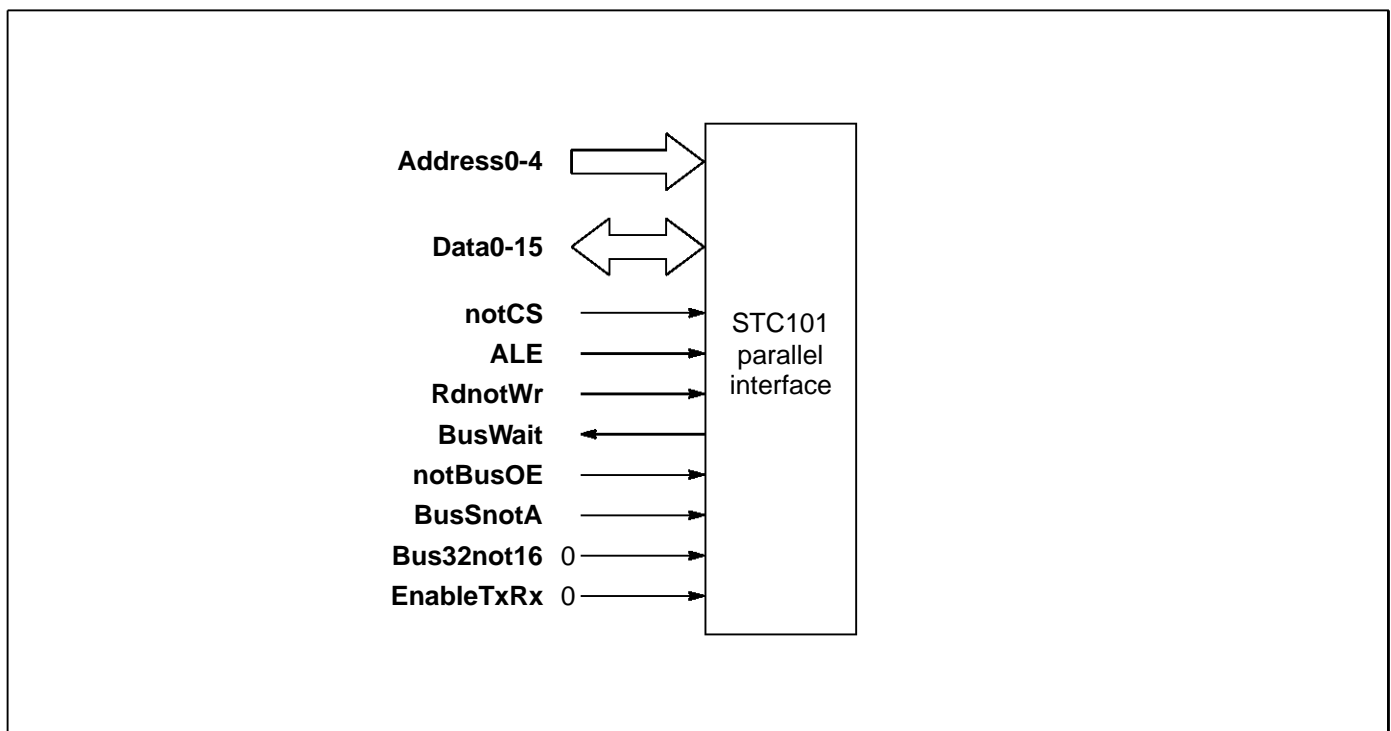 Address0-4
Data0-15
notCS
ALE
RdnotWr
BusWait
notBusOE
BusSnotA
Bus32not16 0
EnableTxRx 0
STC101
parallel
interface